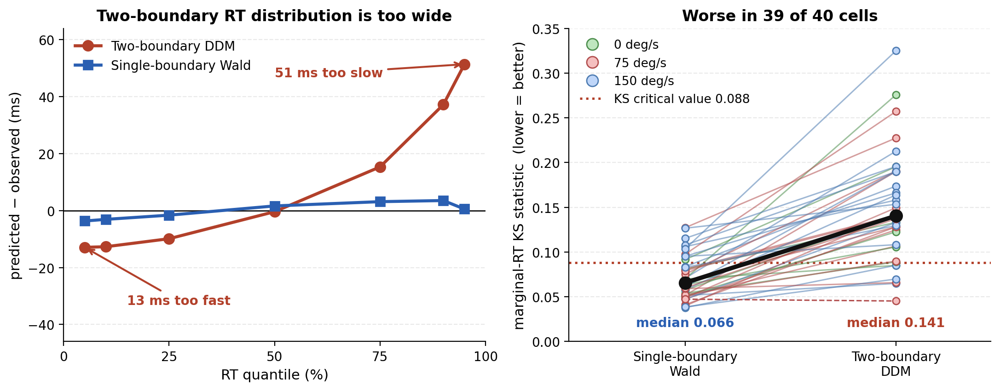 Two-boundary RT distribution is too wide
predicted − observed (ms)
60
40
20
0
−20
−40
Two-boundary DDM
Single-boundary Wald
51 ms too slow
13 ms too fast
0
25
50
75
100
RT quantile (%)
Worse in 39 of 40 cells
marginal-RT KS statistic  (lower = better)
0.35
0.30
0.25
0.20
0.15
0.10
0.05
0.00
0 deg/s
75 deg/s
150 deg/s
KS critical value 0.088
median 0.066
median 0.141
Single-boundary
Wald
Two-boundary
DDM